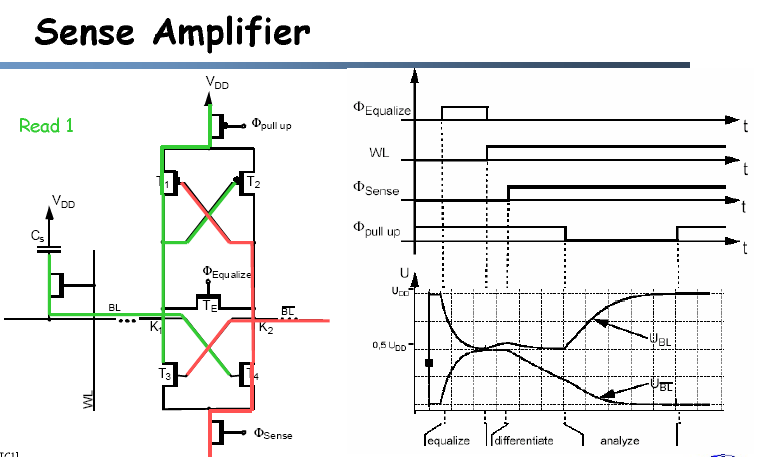 Sense Amplifier
Read 1
VDD
Φpull up
T1
T2
VDD
Cs
ΦEqualize
TE
BL
BL
K1
K2
T3
T4
WL
ΦSense
ΦEqualize
t
WL
t
ΦSense
t
Φpull up
t
U
UDD
0,5 UDD
UBL
UBL
equalize
differentiate
analyze